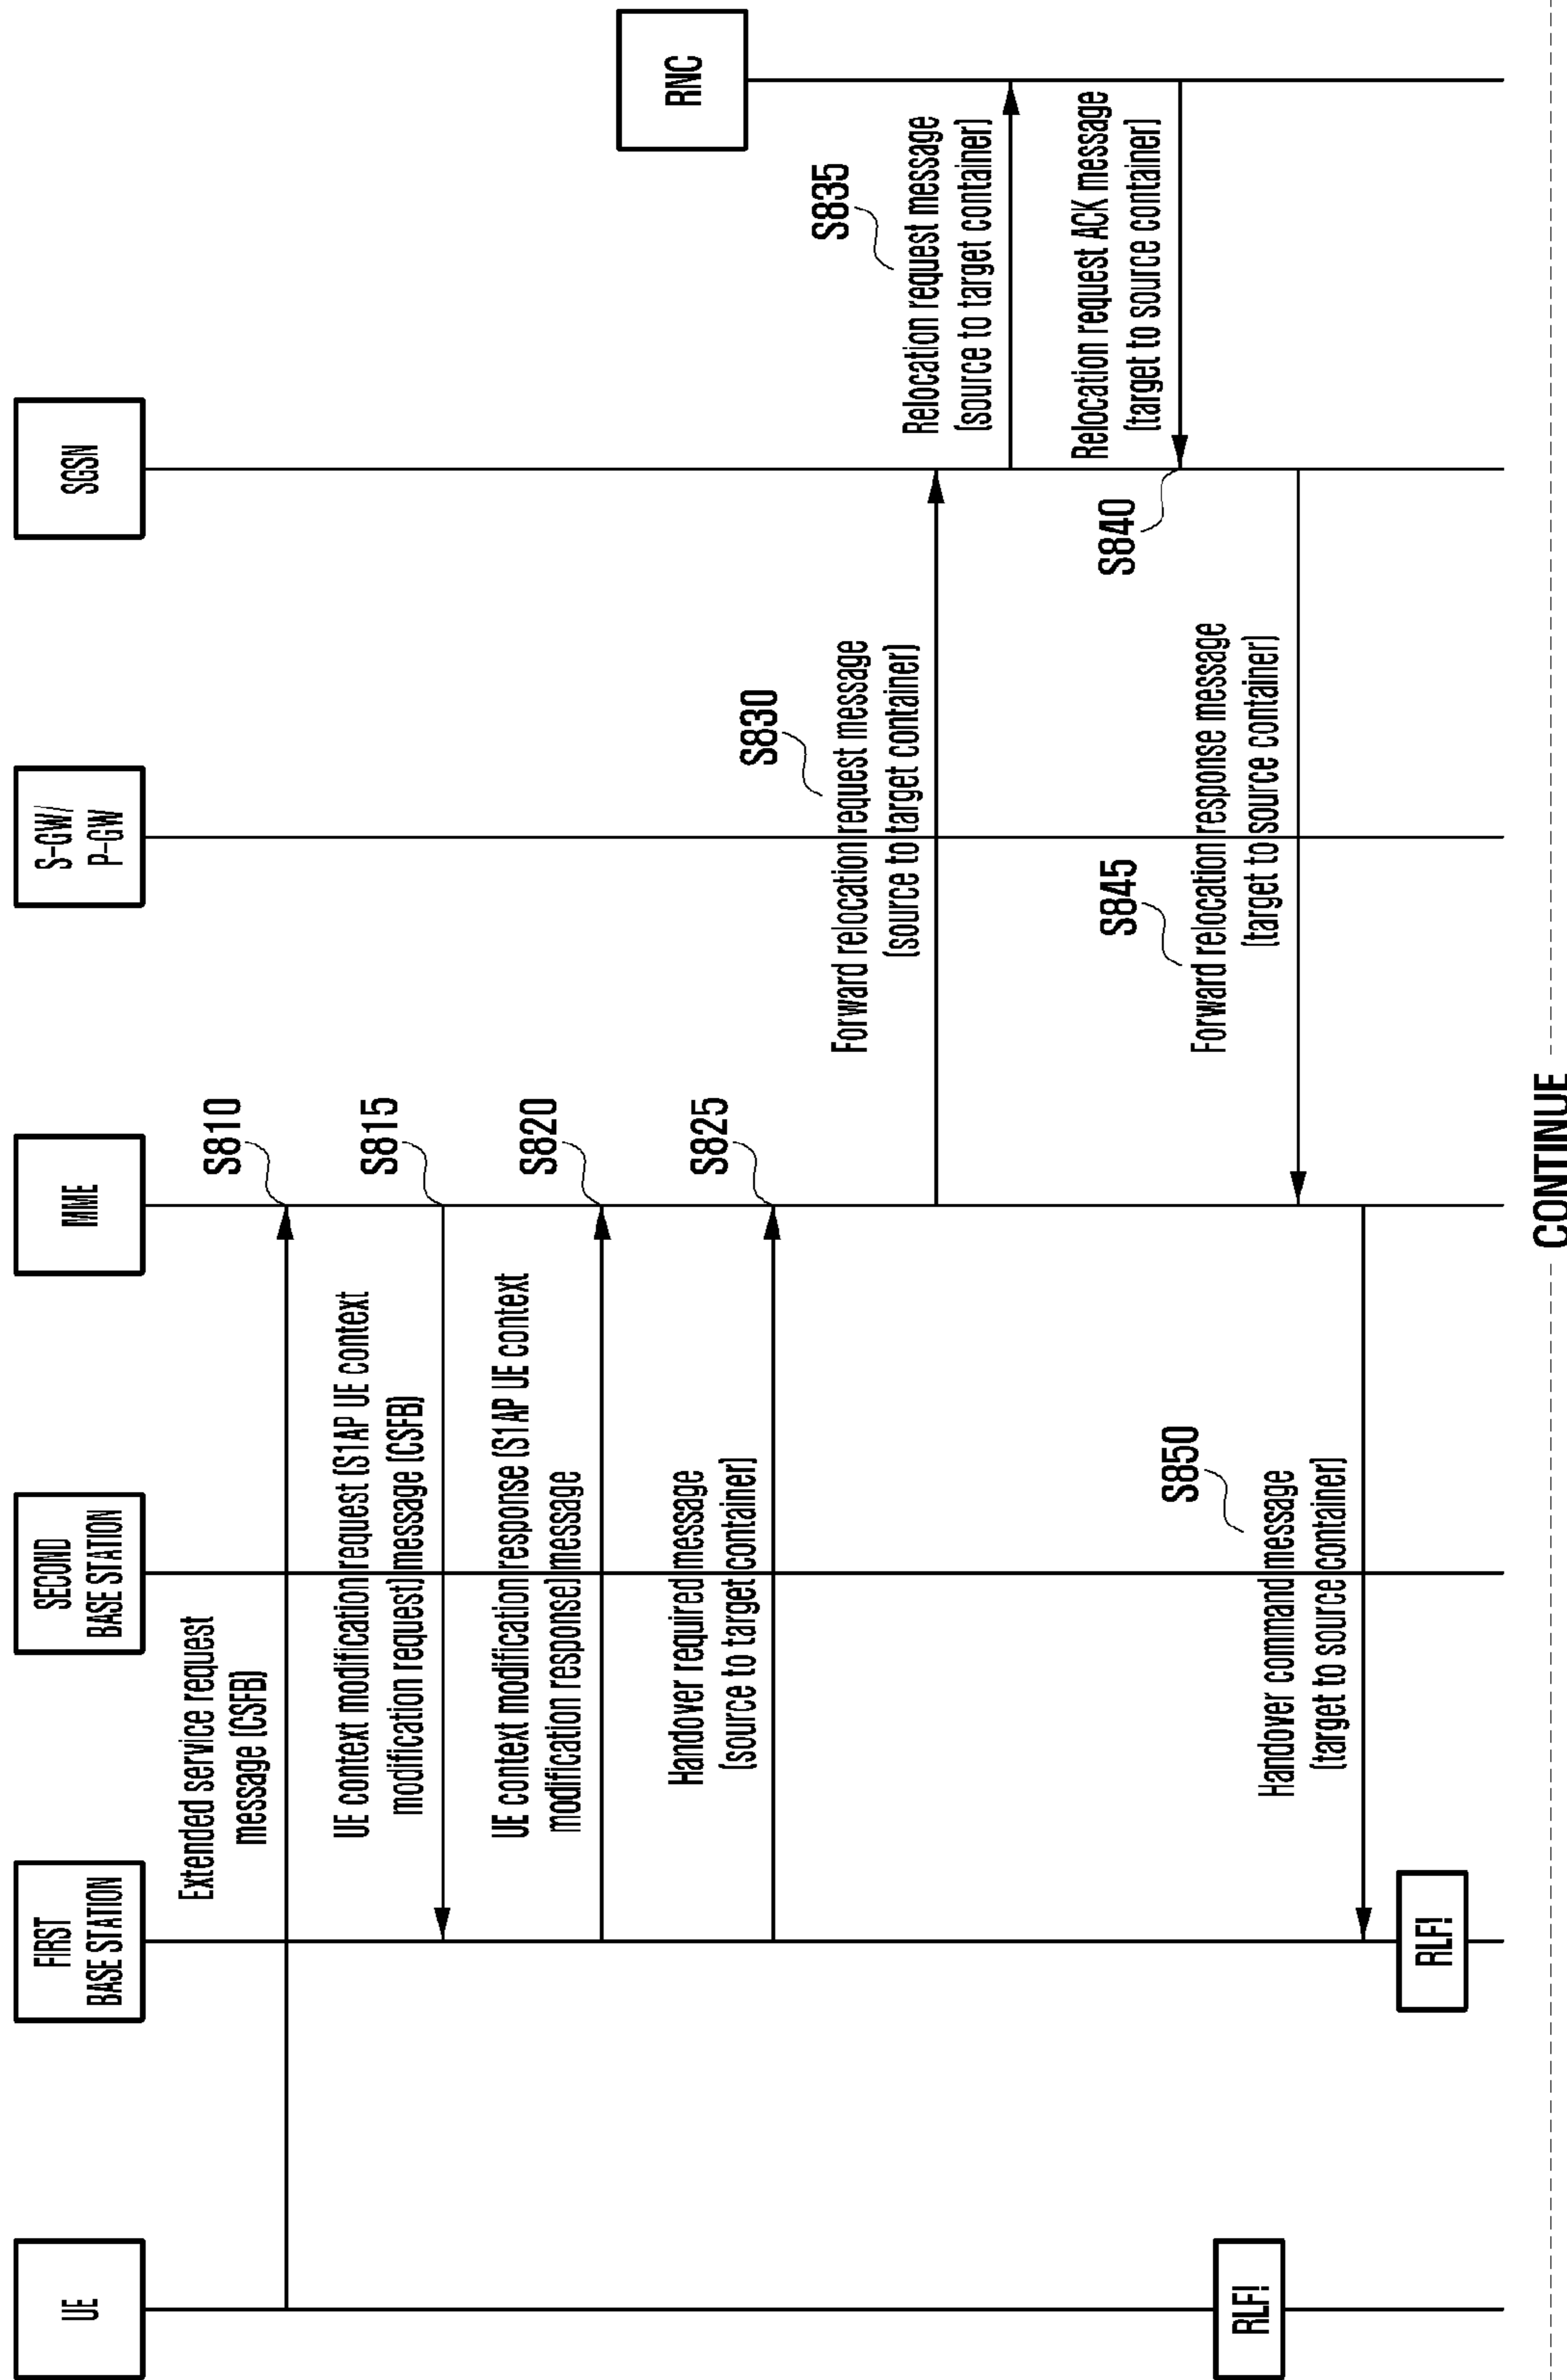 UE
FIRST
BASE STATION
SECOND
BASE STATION
MME
S-GW/
P-GW
SGSN
RNC
Extended service request
message (CSFB)
S810
UE context modification request (S1AP UE context
modification request) message (CSFB)
S815
UE context modification response (S1AP UE context
modification response) message
S820
Handover required message
(source to target container)
S825
S830
Forward relocation request message
(source to target container)
S835
Relocation request message
(source to target container)
Relocation request ACK message
(target to source container)
S840
S845
Forward relocation response message
(target to source container)
S850
Handover command message
(target to source container)
RLF!
RLF!
CONTINUE